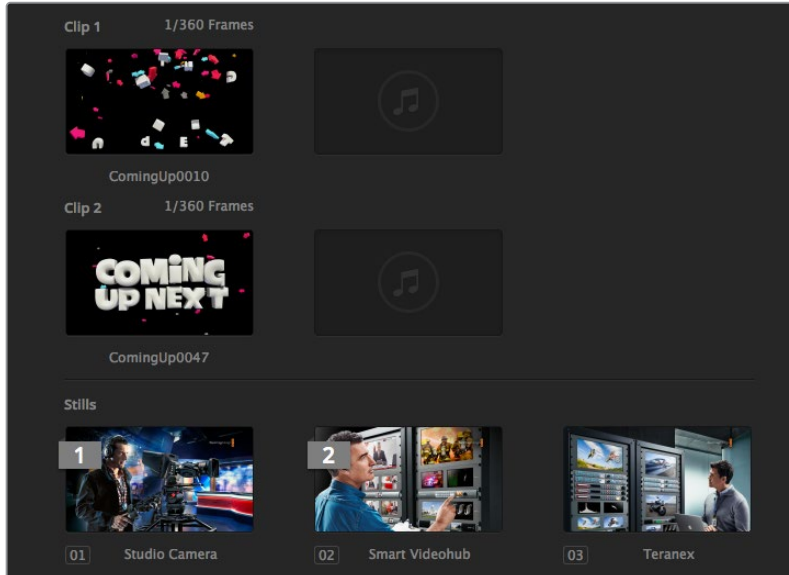 Clip 1 1/360 Frames
ComingUp0010
Clip 2 1/360 Frames
COMiNG
UP NEXT
ComingUp0047
Stills
1 2
01 Studio Camera 02 Smart Videohub 03 Teranex